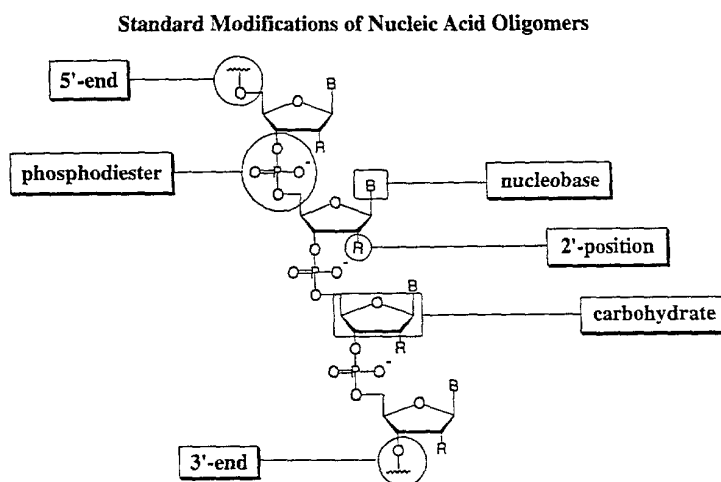 Standard Modifications of Nucleic Acid Oligomers
5'-end
O
B
O
R
phosphodiester
O
O=P-O⁻
O
B
nucleobase
O
R
2'-position
O
O=P-O⁻
O
B
carbohydrate
O
R
O
O=P-O⁻
O
B
O
R
3'-end
O